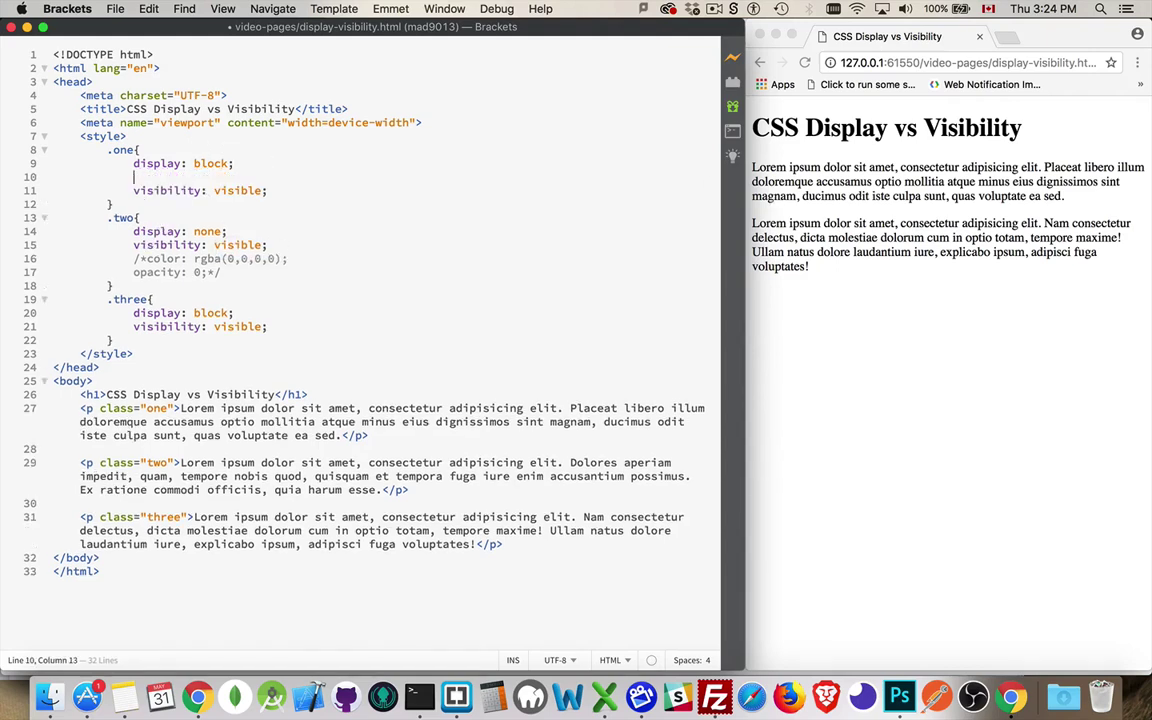 Brackets File Edit Find View Navigate Template Emmet Window Debug Help 100% Thu 3:24 PM
• video-pages/display-visibility.html (mad9013) — Brackets
1 <!DOCTYPE html>
2 <html lang="en">
3 <head>
4 <meta charset="UTF-8">
5 <title>CSS Display vs Visibility</title>
6 <meta name="viewport" content="width=device-width">
7 <style>
8 .one{
9 display: block;
10
11 visibility: visible;
12 }
13 .two{
14 display: none;
15 visibility: visible;
16 /*color: rgba(0,0,0,0);
17 opacity: 0;*/
18 }
19 .three{
20 display: block;
21 visibility: visible;
22 }
23 </style>
24 </head>
25 <body>
26 <h1>CSS Display vs Visibility</h1>
27 <p class="one">Lorem ipsum dolor sit amet, consectetur adipisicing elit. Placeat libero illum
doloremque accusamus optio mollitia atque minus eius dignissimos sint magnam, ducimus odit
iste culpa sunt, quas voluptate ea sed.</p>
28
29 <p class="two">Lorem ipsum dolor sit amet, consectetur adipisicing elit. Dolores aperiam
impedit, quam, tempore nobis quod, quisquam et tempora fuga iure enim accusantium possimus.
Ex ratione commodi officiis, quia harum esse.</p>
30
31 <p class="three">Lorem ipsum dolor sit amet, consectetur adipisicing elit. Nam consectetur
delectus, dicta molestiae dolorum cum in optio totam, tempore maxime! Ullam natus dolore
laudantium iure, explicabo ipsum, adipisci fuga voluptates!</p>
32 </body>
33 </html>
Line 10, Column 13 — 32 Lines
INS UTF-8 HTML Spaces: 4
CSS Display vs Visibility
127.0.0.1:61550/video-pages/display-visibility.ht...
Apps Click to run some s... Web Notification Im... »
CSS Display vs Visibility
Lorem ipsum dolor sit amet, consectetur adipisicing elit. Placeat libero illum
doloremque accusamus optio mollitia atque minus eius dignissimos sint
magnam, ducimus odit iste culpa sunt, quas voluptate ea sed.
Lorem ipsum dolor sit amet, consectetur adipisicing elit. Nam consectetur
delectus, dicta molestiae dolorum cum in optio totam, tempore maxime!
Ullam natus dolore laudantium iure, explicabo ipsum, adipisci fuga
voluptates!